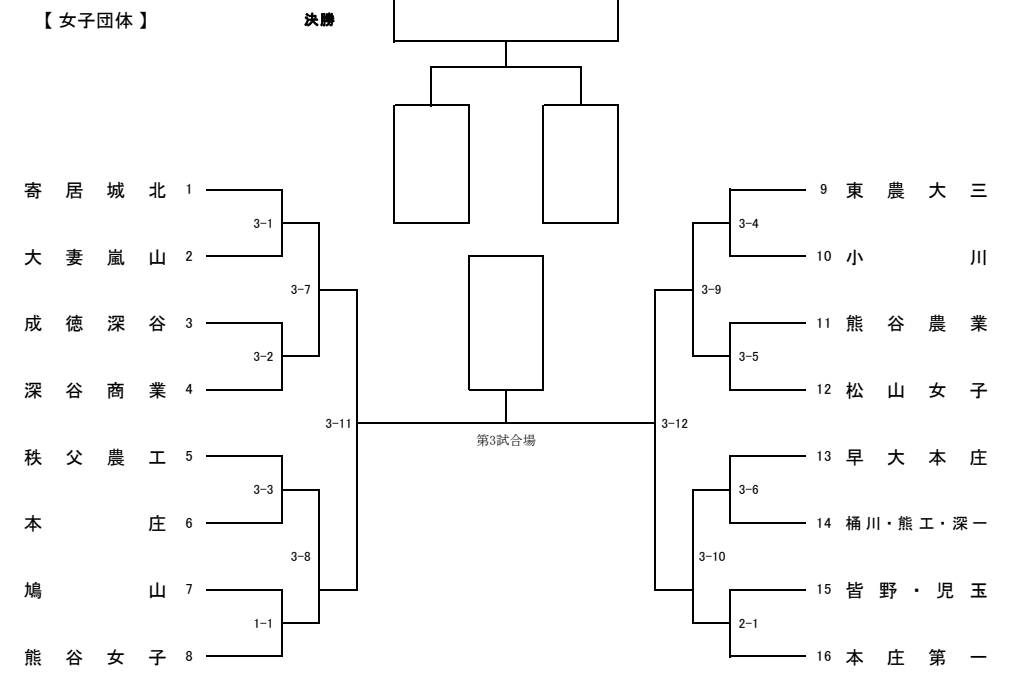 【女子団体】 決勝
寄居城北 1 9 東農大三
3-1 3-4
大妻嵐山 2 10 小川
3-7 3-9
成徳深谷 3 11 熊谷農業
3-2 3-5
深谷商業 4 12 松山女子
3-11 3-12
第3試合場
秩父農工 5 13 早大本庄
3-3 3-6
本庄 6 14 桶川・熊工・深一
3-8 3-10
鳩山 7 15 皆野・児玉
1-1 2-1
熊谷女子 8 16 本庄第一